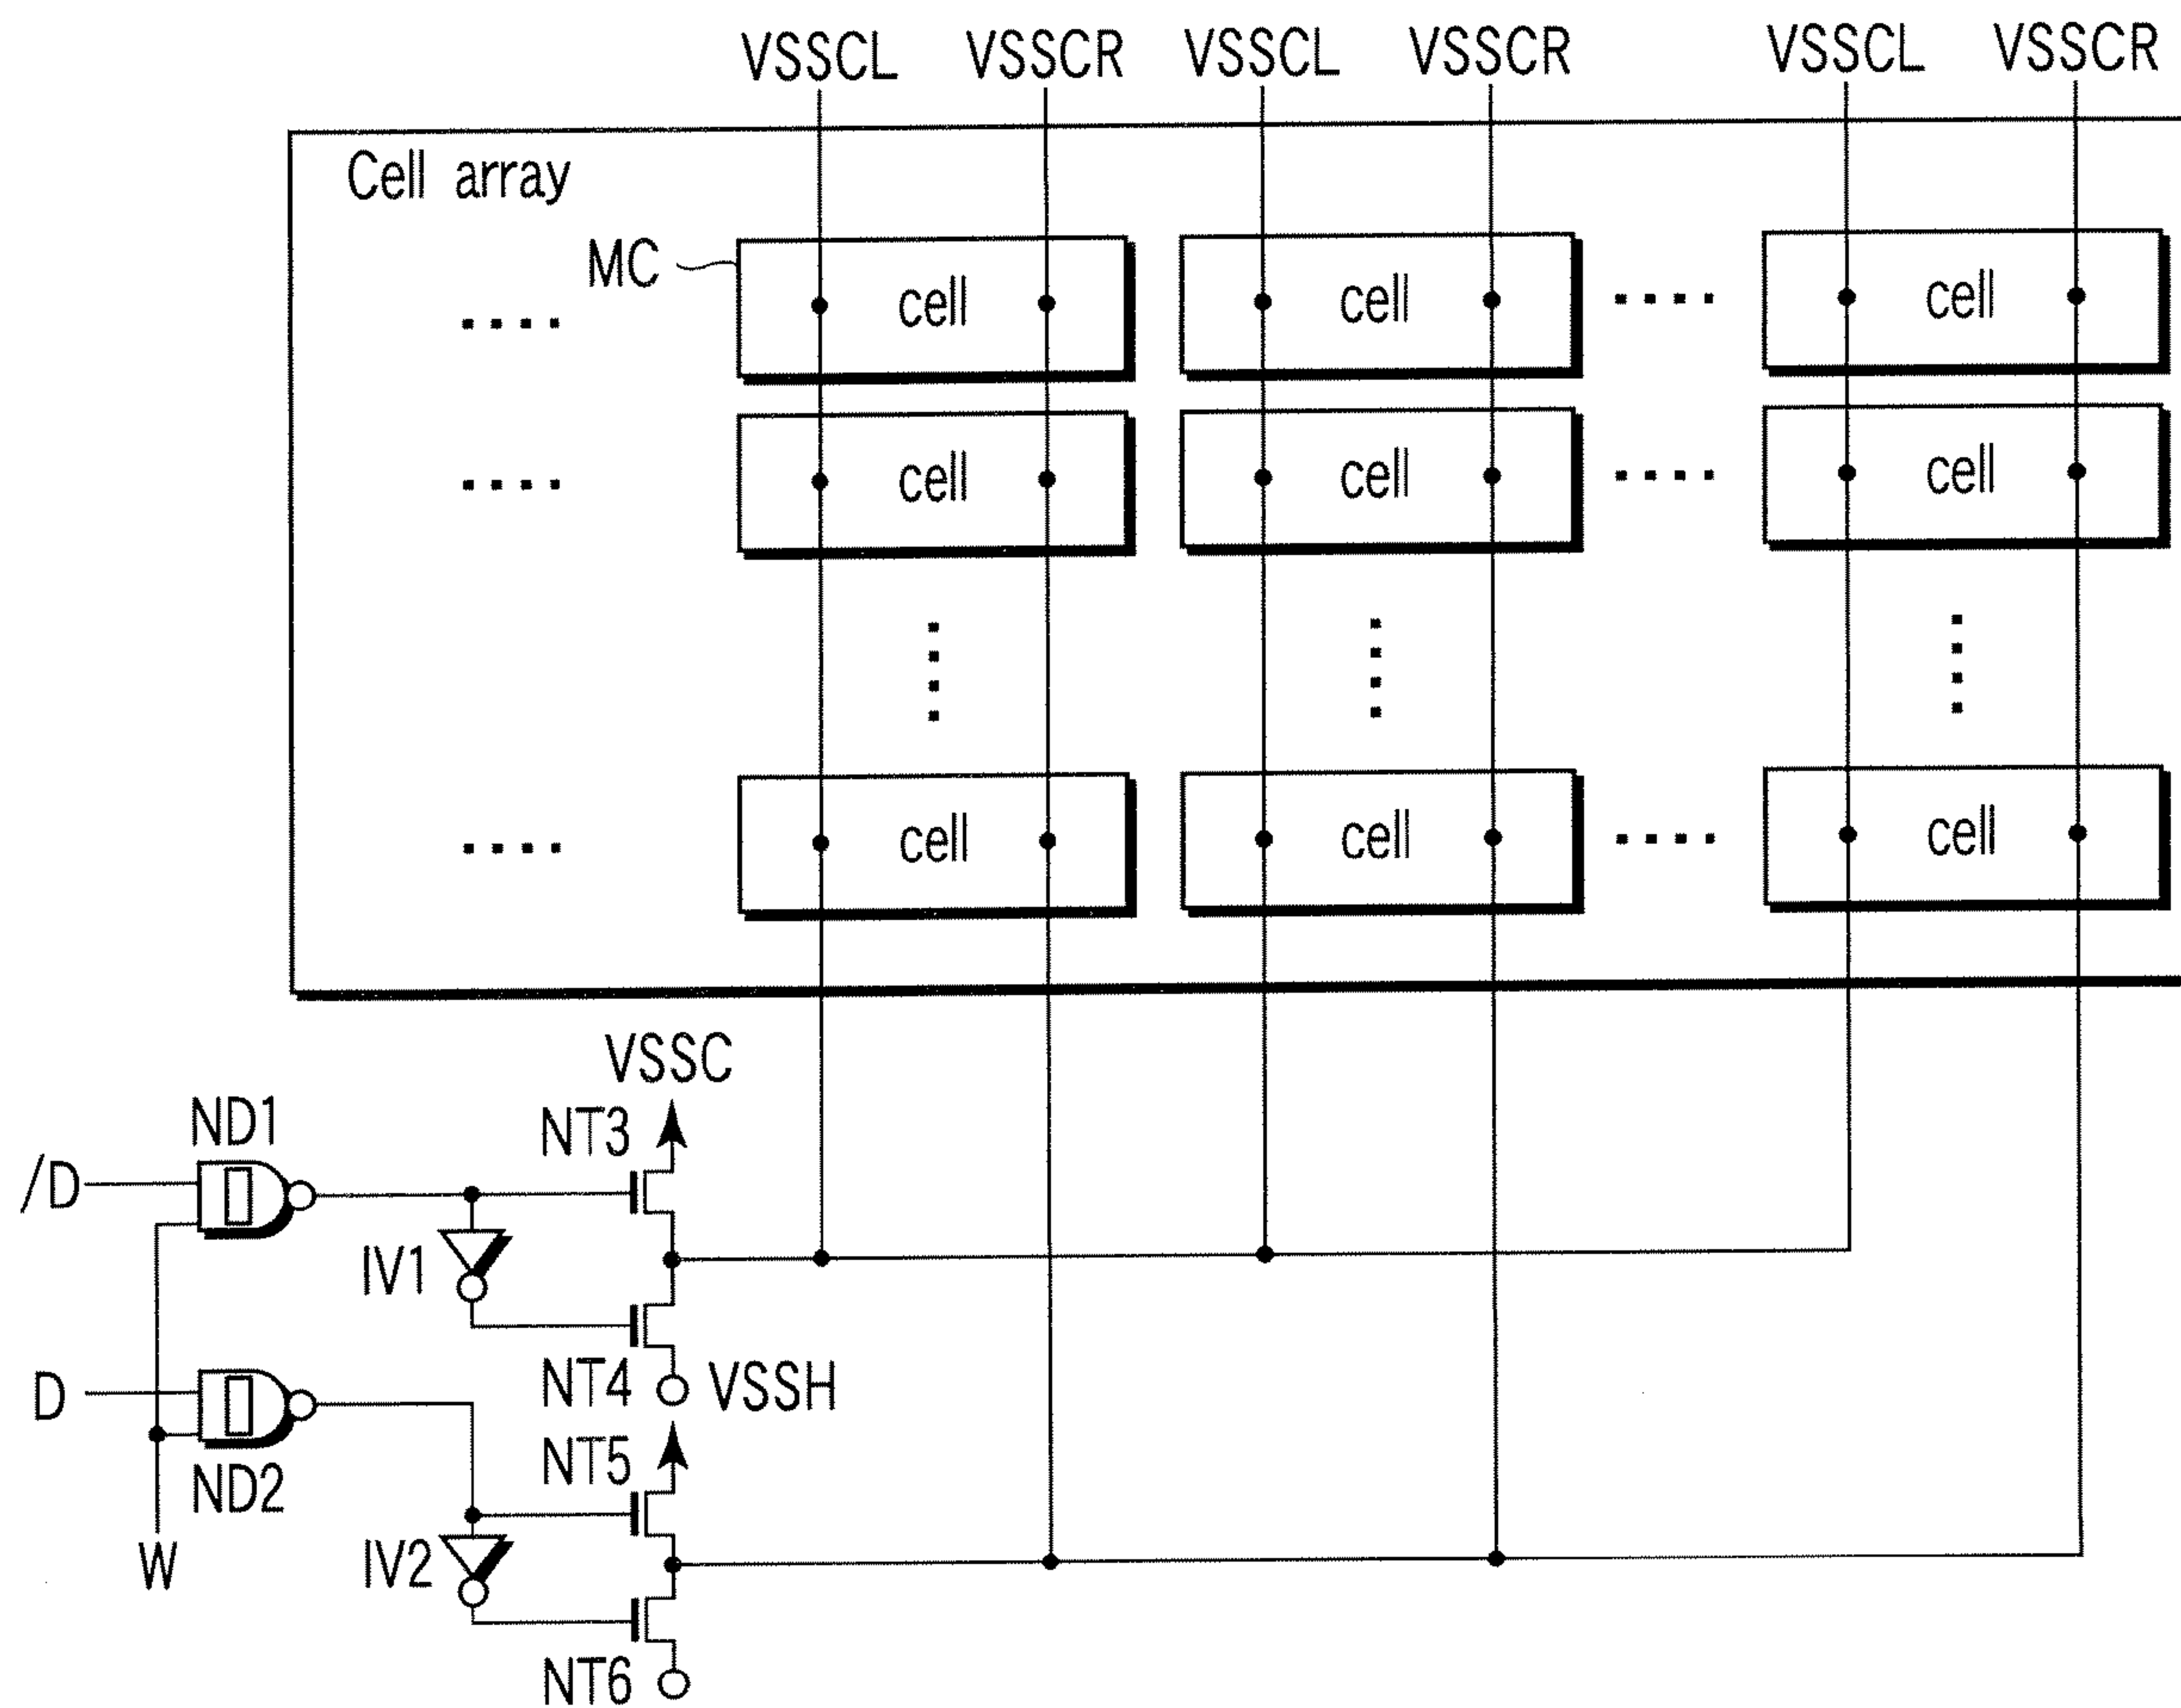 VSSCL VSSCR VSSCL VSSCR VSSCL VSSCR
Cell array
MC
cell cell cell
cell cell cell
cell cell cell
VSSC
ND1
NT3
/D
IV1
NT4 VSSH
D
NT5
ND2
W
IV2
NT6